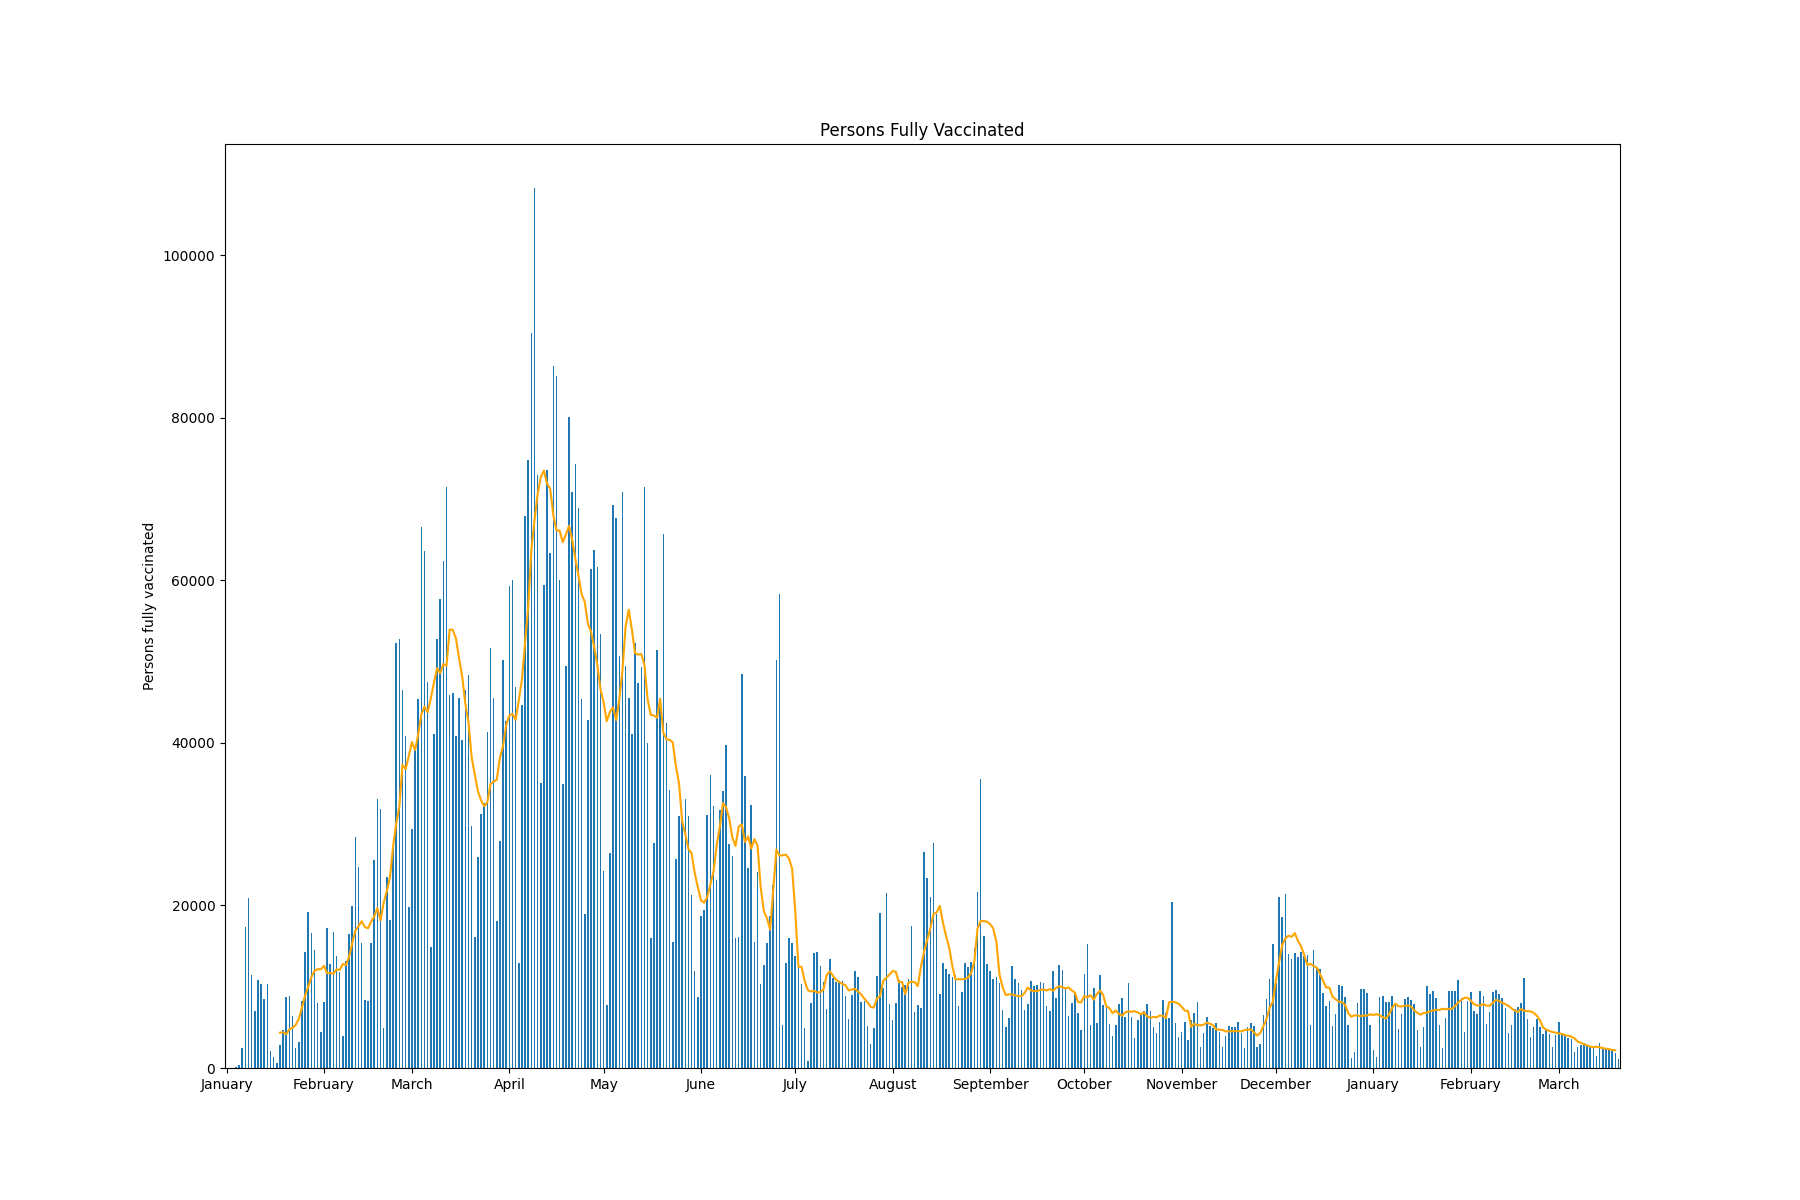 Persons Fully Vaccinated
Persons fully vaccinated
100000
80000
60000
40000
20000
0
January February March April May June July August September October November December January February March